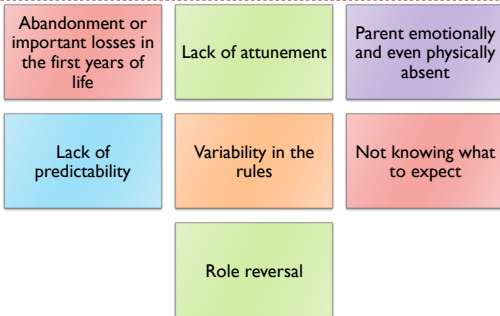 Abandonment or
important losses in
the first years of
life
Lack of attunement
Parent emotionally
and even physically
absent
Lack of
predictability
Variability in the
rules
Not knowing what
to expect
Role reversal